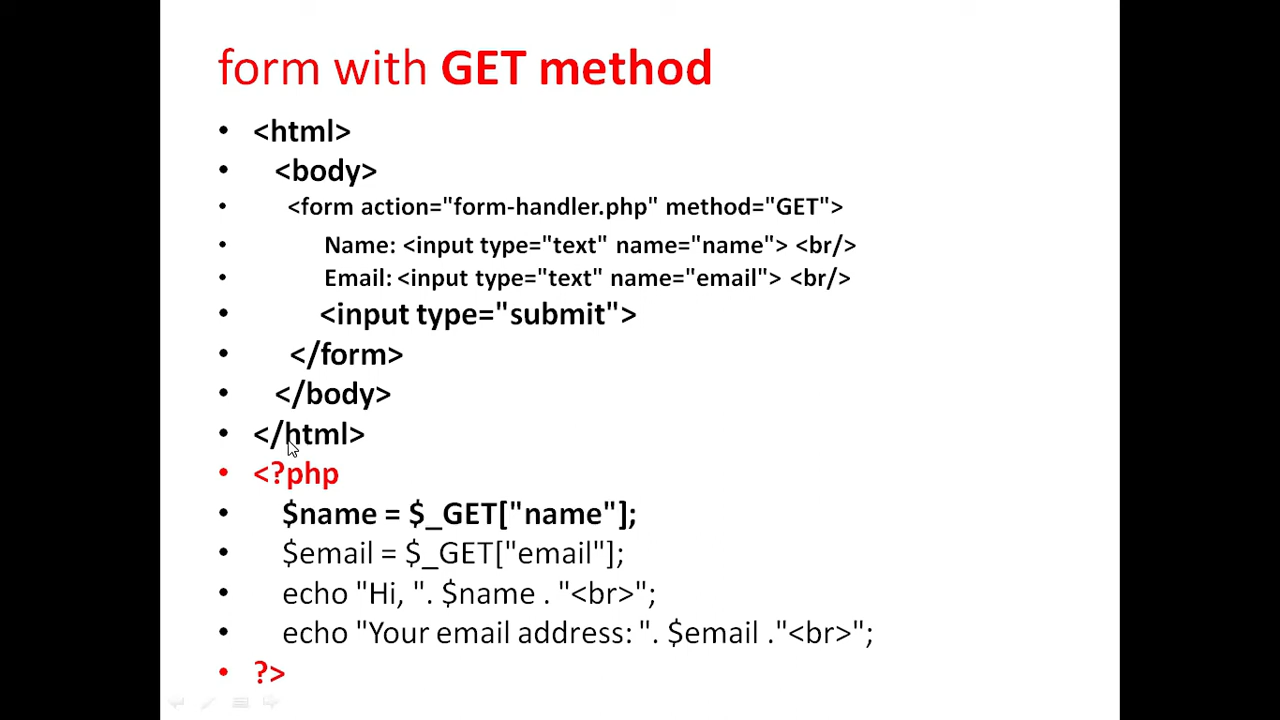 form with GET method
• <html>
• <body>
• <form action="form-handler.php" method="GET">
• Name: <input type="text" name="name"> <br/>
• Email: <input type="text" name="email"> <br/>
• <input type="submit">
• </form>
• </body>
• </html>
• <?php
• $name = $_GET["name"];
• $email = $_GET["email"];
• echo "Hi, ". $name . "<br>";
• echo "Your email address: ". $email ."<br>";
• ?>